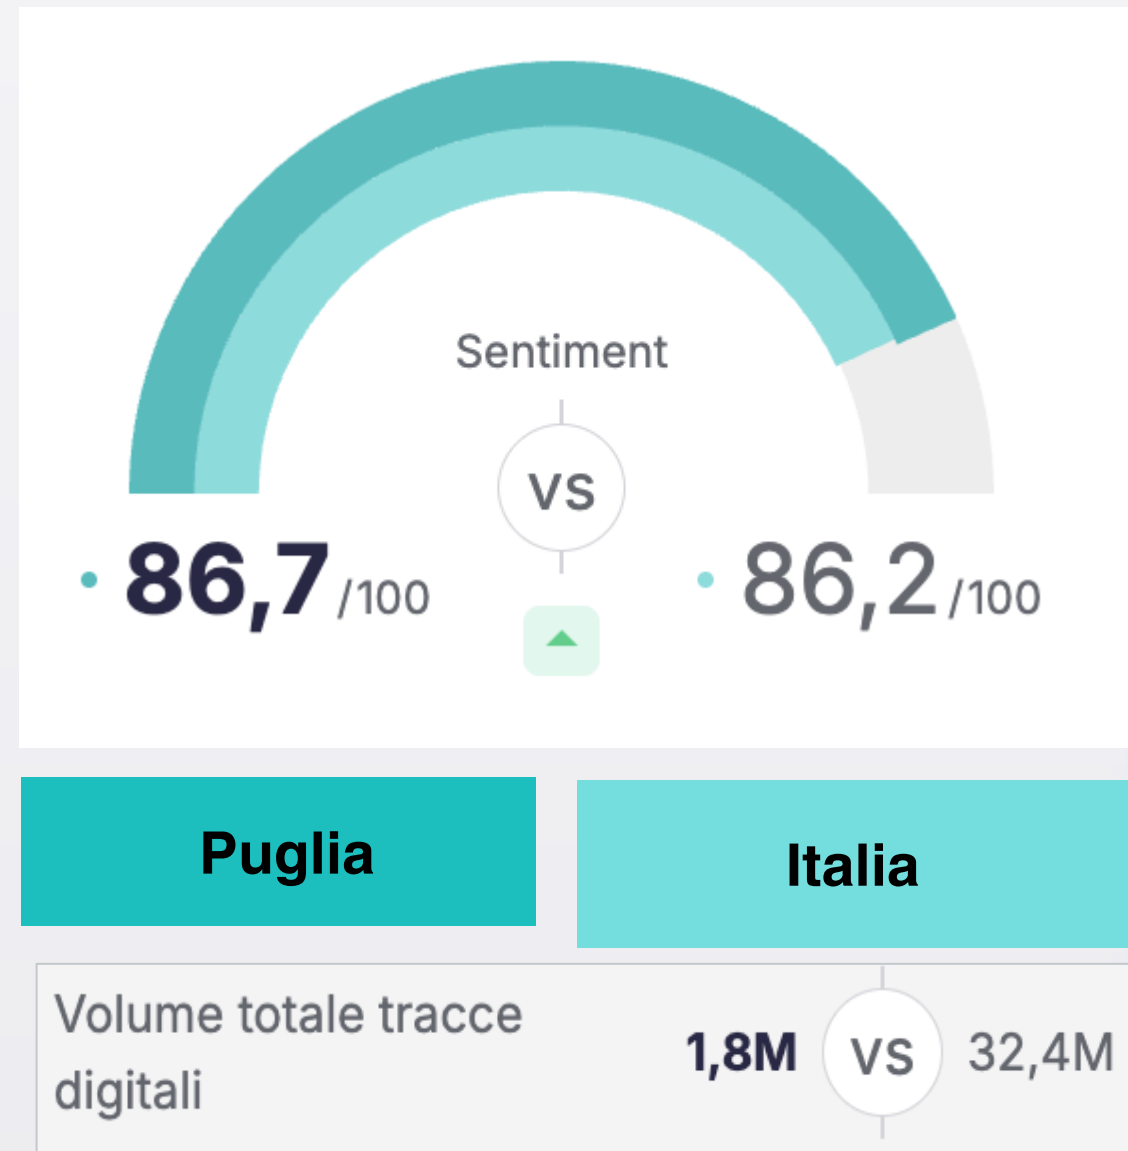 Sentiment
VS
86,7/100
86,2/100
Puglia
Italia
Volume totale tracce
digitali
1,8M VS 32,4M